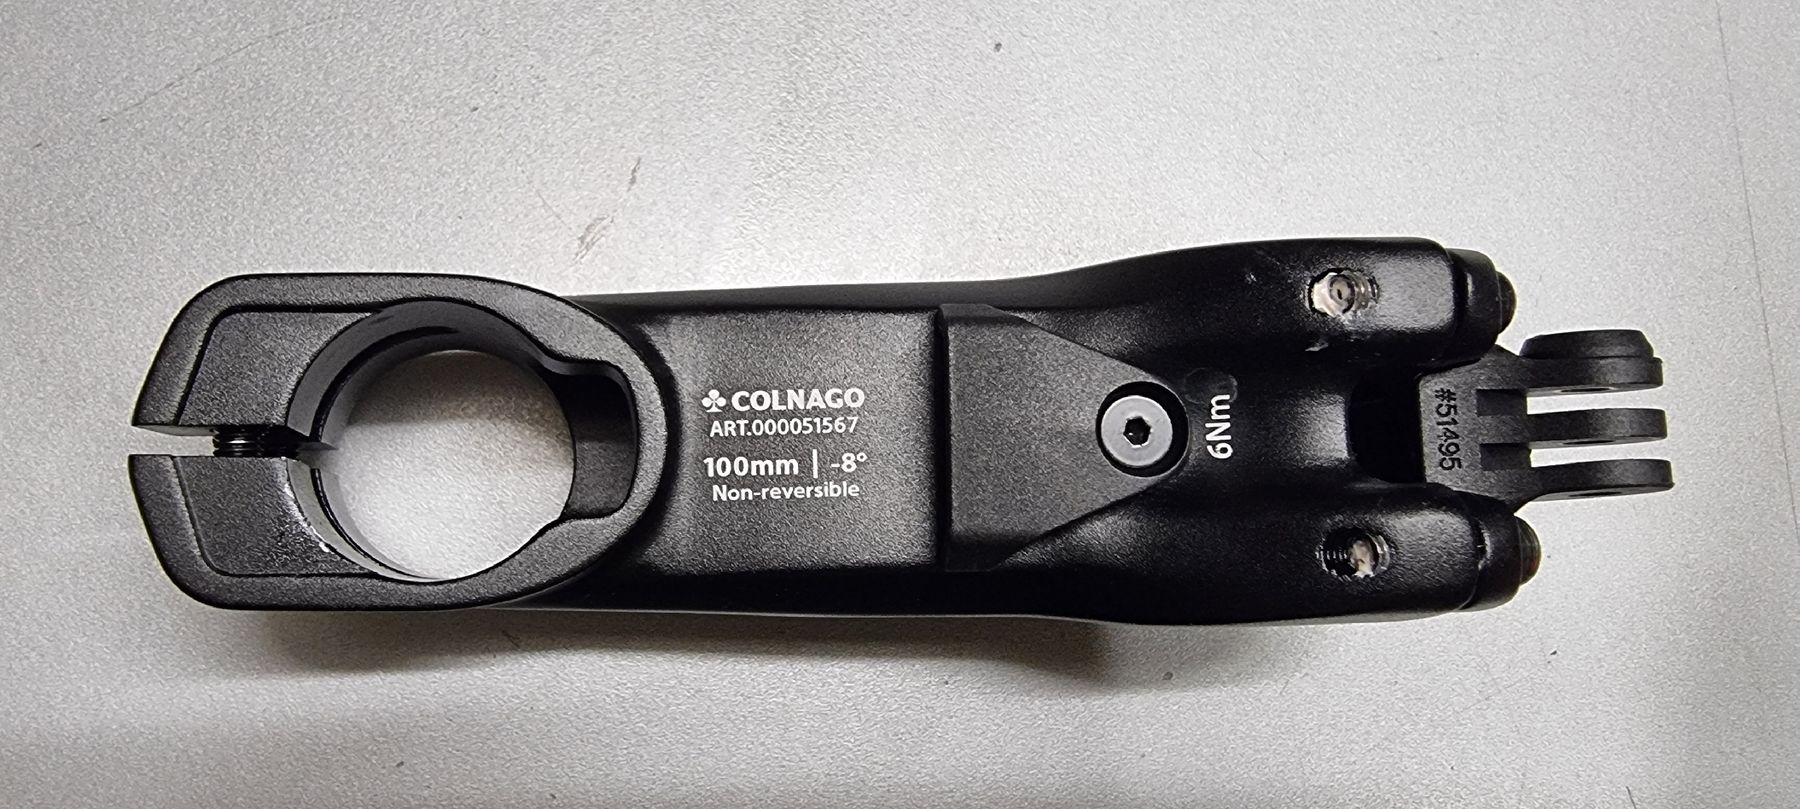 COLNAGO
ART.000051567
100mm | -8°
Non-reversible
6Nm
#51495